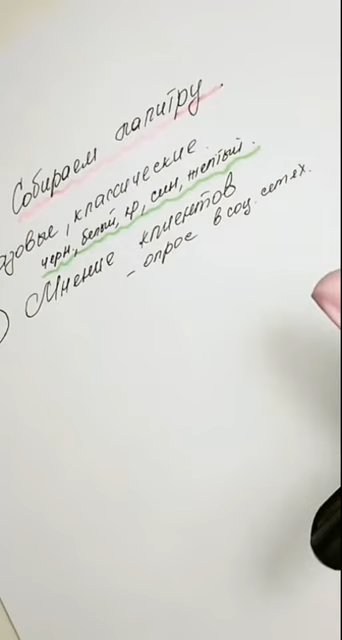 Собираем палитру.
азовые, классические.
черн, белый, кр, син, желтый.
) Мнение клиентов
- опрос в соц. сетях.